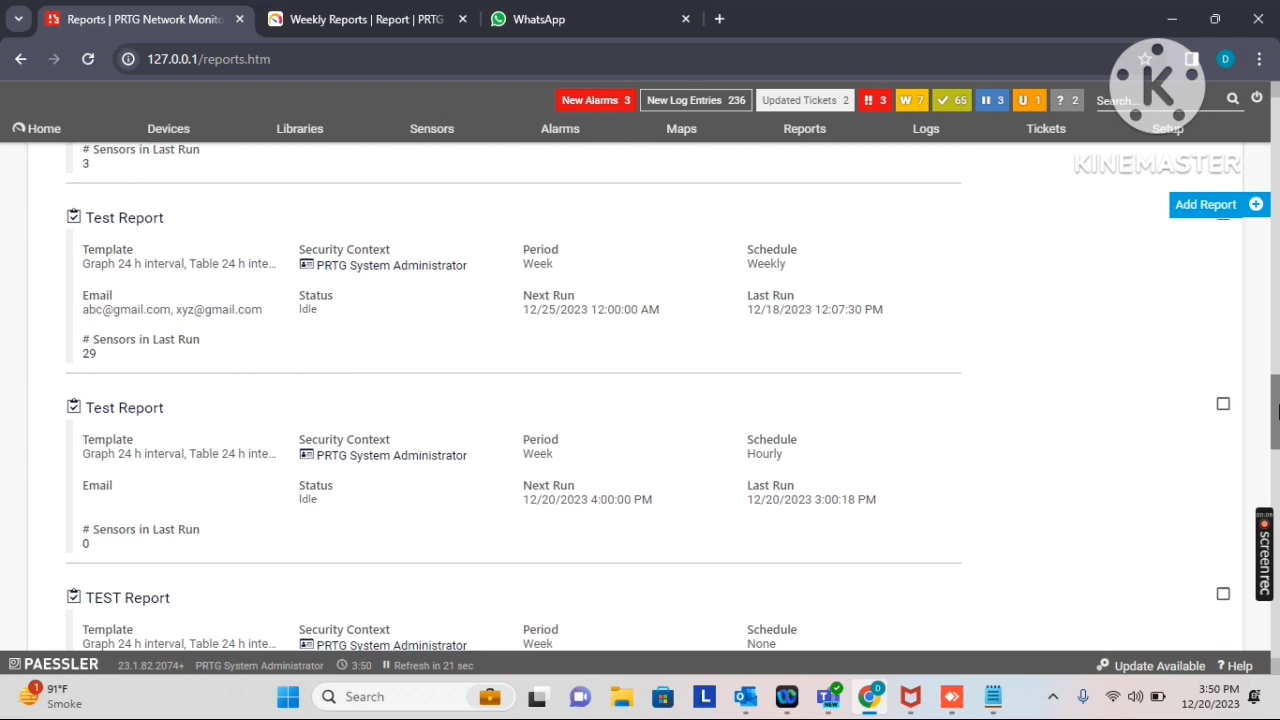 Reports | PRTG Network Monito
Weekly Reports | Report | PRTG
WhatsApp
127.0.0.1/reports.htm
D
K
KINEMASTER
New Alarms 3
New Log Entries 236
Updated Tickets 2
!! 3
W 7
65
3
U 1
? 2
Search...
Home
Devices
Libraries
Sensors
Alarms
Maps
Reports
Logs
Tickets
Setup
# Sensors in Last Run
3
Add Report
Test Report
Template Security Context Period Schedule
Graph 24 h interval, Table 24 h inte... PRTG System Administrator Week Weekly
Email Status Next Run Last Run
abc@gmail.com, xyz@gmail.com Idle 12/25/2023 12:00:00 AM 12/18/2023 12:07:30 PM
# Sensors in Last Run
29
Test Report
Template Security Context Period Schedule
Graph 24 h interval, Table 24 h inte... PRTG System Administrator Week Hourly
Email Status Next Run Last Run
Idle 12/20/2023 4:00:00 PM 12/20/2023 3:00:18 PM
# Sensors in Last Run
0
screen rec
TEST Report
Template Security Context Period Schedule
Graph 24 h interval, Table 24 h inte... PRTG System Administrator Week None
PAESSLER 23.1.82.2074+ PRTG System Administrator 3:50 Refresh in 21 sec Update Available ? Help
1
91°F
Smoke
Search
L
D
3:50 PM
12/20/2023